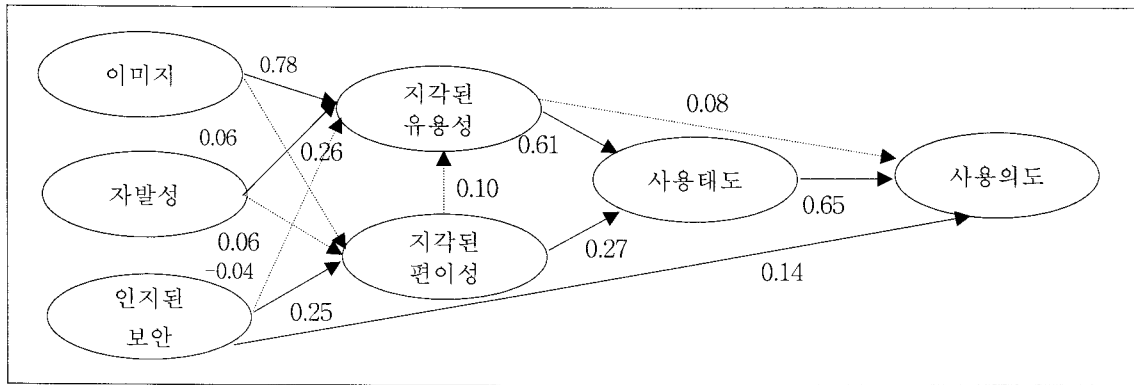 이미지
0.78
지각된
유용성
0.08
0.06
0.26
0.61
자발성
0.10
사용태도
사용의도
0.65
0.06
-0.04
지각된
편이성
0.27
0.14
인지된
보안
0.25